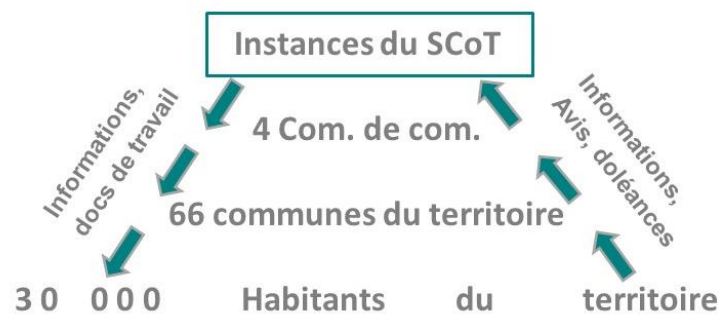 Instances du SCoT
Informations,
docs de travail
4 Com. de com.
Informations,
Avis, doléances
66 communes du territoire
30 000 Habitants du territoire